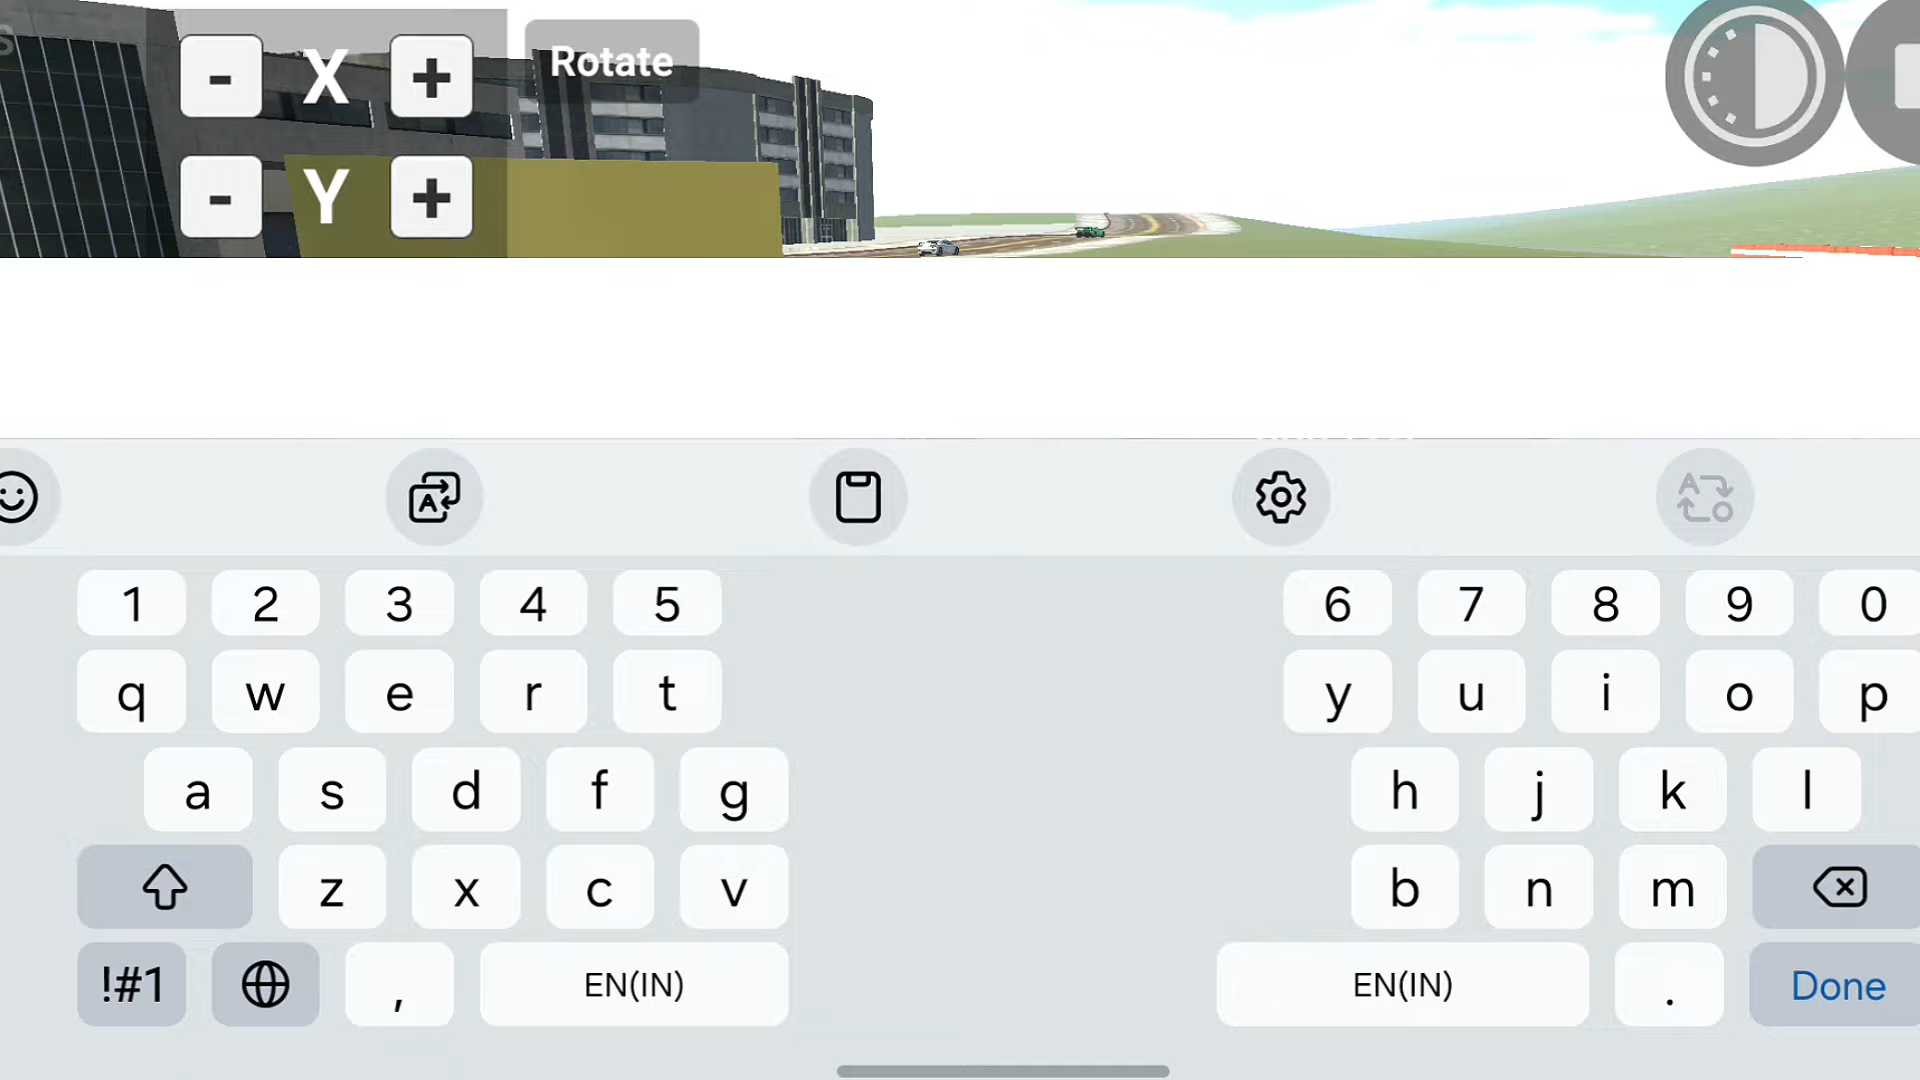 - X + Rotate
- Y +
1 2 3 4 5 6 7 8 9 0
q w e r t y u i o p
a s d f g h j k l
z x c v b n m
!#1 , EN(IN) EN(IN) . Done